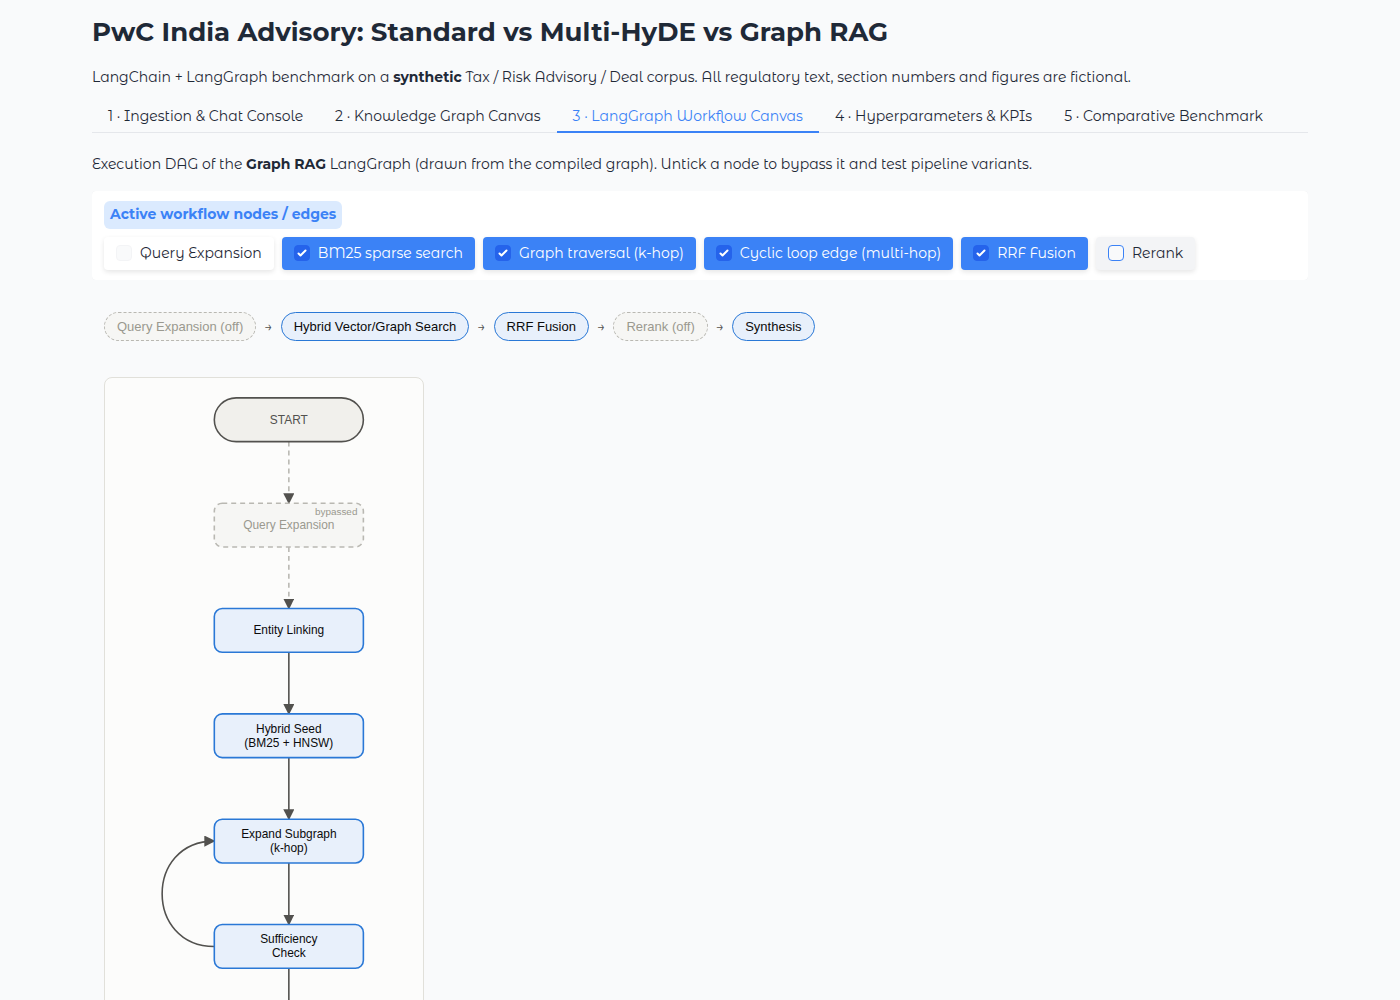 PwC India Advisory: Standard vs Multi-HyDE vs Graph RAG
LangChain + LangGraph benchmark on a synthetic Tax / Risk Advisory / Deal corpus. All regulatory text, section numbers and figures are fictional.
1 · Ingestion & Chat Console
2 · Knowledge Graph Canvas
3 · LangGraph Workflow Canvas
4 · Hyperparameters & KPIs
5 · Comparative Benchmark
Execution DAG of the Graph RAG LangGraph (drawn from the compiled graph). Untick a node to bypass it and test pipeline variants.
Active workflow nodes / edges
Query Expansion
BM25 sparse search
Graph traversal (k-hop)
Cyclic loop edge (multi-hop)
RRF Fusion
Rerank
Query Expansion (off) → Hybrid Vector/Graph Search → RRF Fusion → Rerank (off) → Synthesis
START
bypassed
Query Expansion
Entity Linking
Hybrid Seed
(BM25 + HNSW)
Expand Subgraph
(k-hop)
Sufficiency
Check